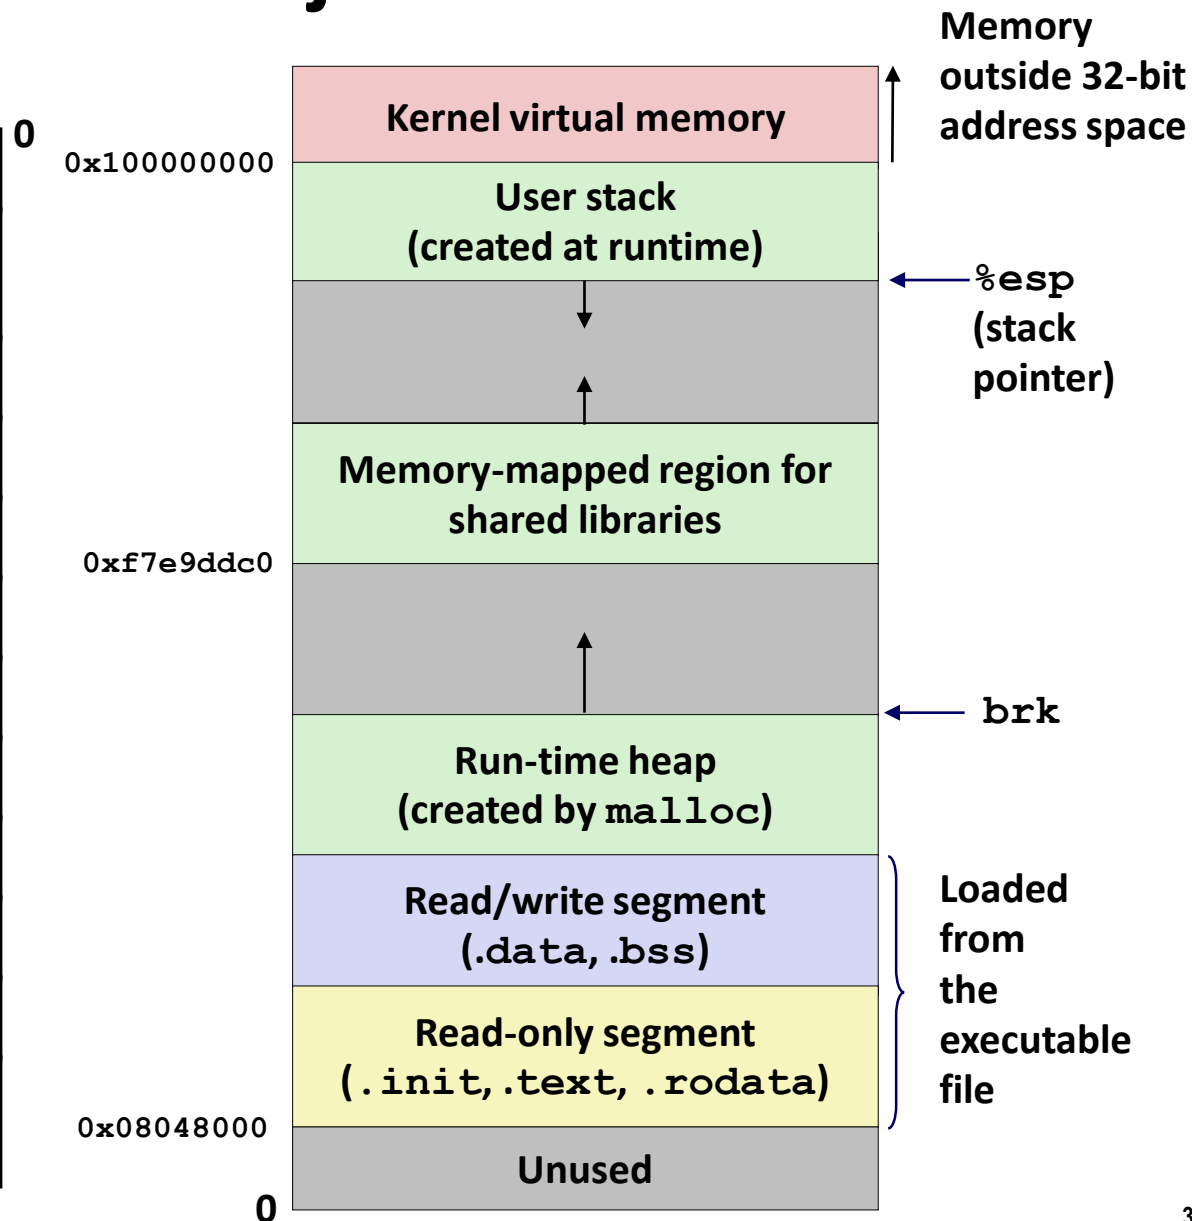 Memory
outside 32-bit
address space
Kernel virtual memory
0
0x100000000
User stack
(created at runtime)
%esp
(stack
pointer)
Memory-mapped region for
shared libraries
0xf7e9ddc0
brk
Run-time heap
(created by malloc)
Read/write segment
(.data, .bss)
Loaded
from
the
executable
file
Read-only segment
(.init, .text, .rodata)
0x08048000
Unused
0
3